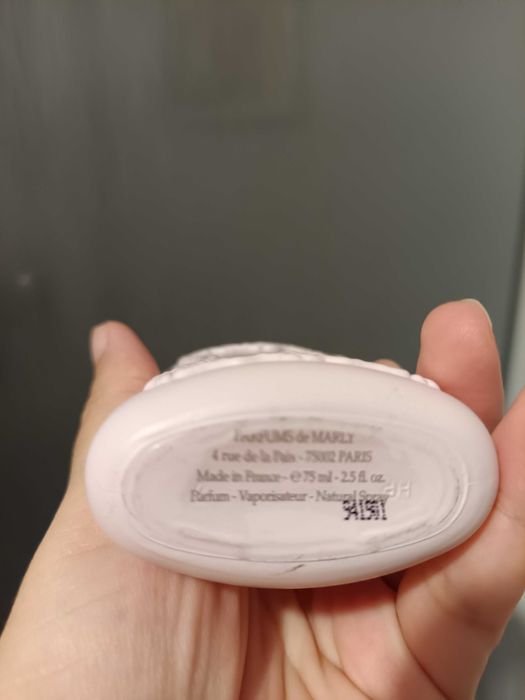 PARFUMS de MARLY
4 rue de la Paix - 75002 PARIS
Made in France - ℮ 75 ml - 2.5 fl. oz.
Parfum - Vaporisateur - Natural Spray